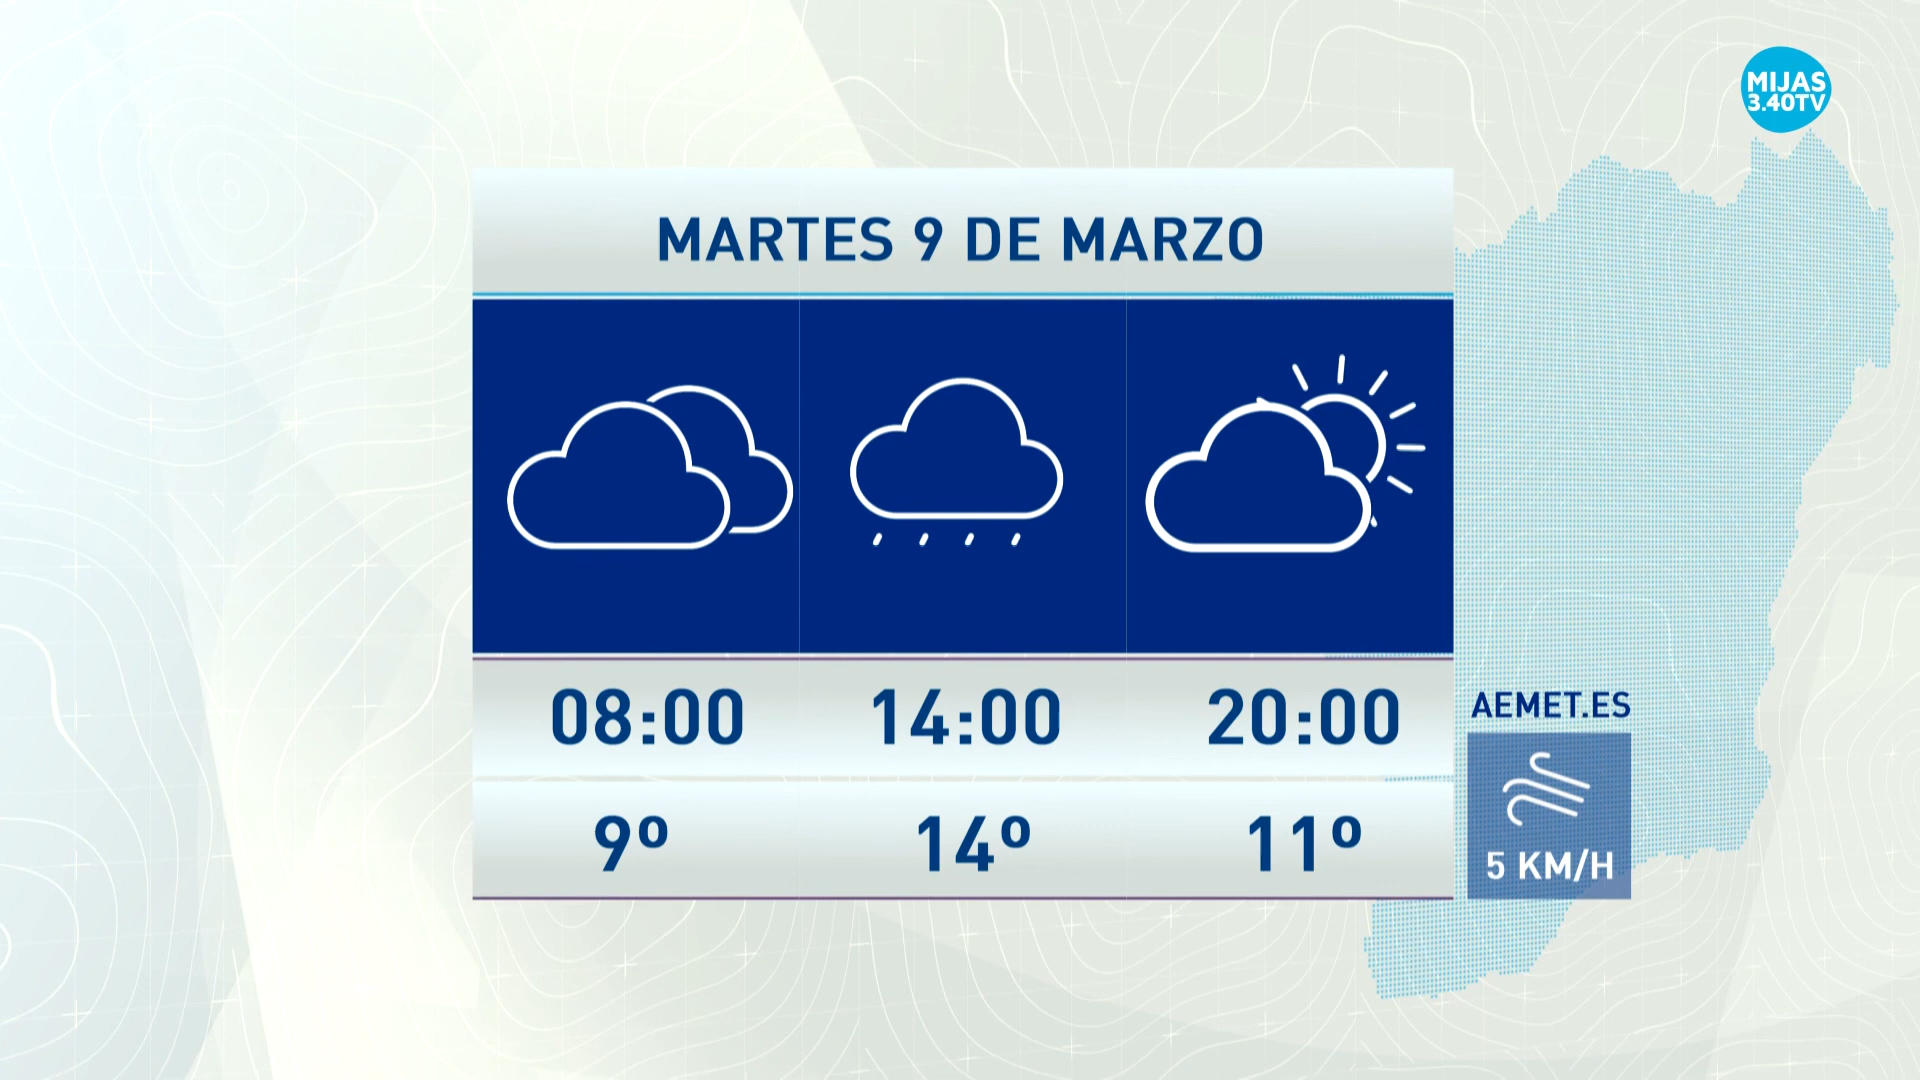 MIJAS
3.40TV
MARTES 9 DE MARZO
08:00 14:00 20:00
9º 14º 11º
AEMET.ES
5 KM/H